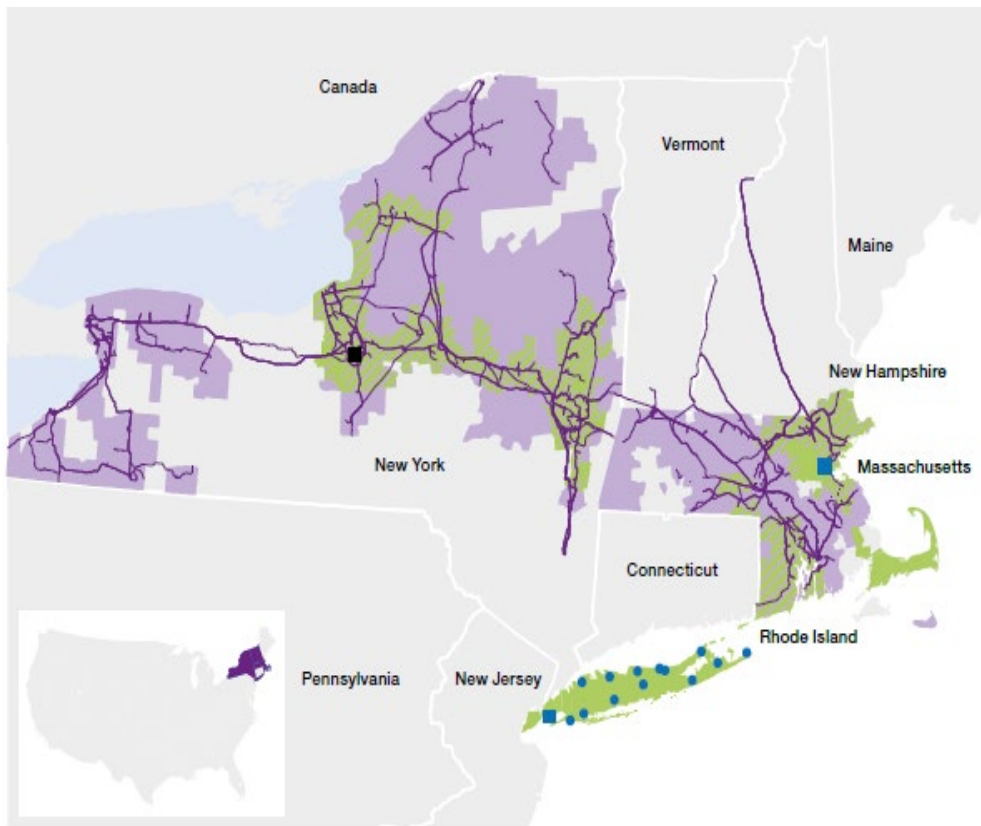 Canada
Vermont
Maine
New Hampshire
New York
Massachusetts
Connecticut
Rhode Island
Pennsylvania
New Jersey